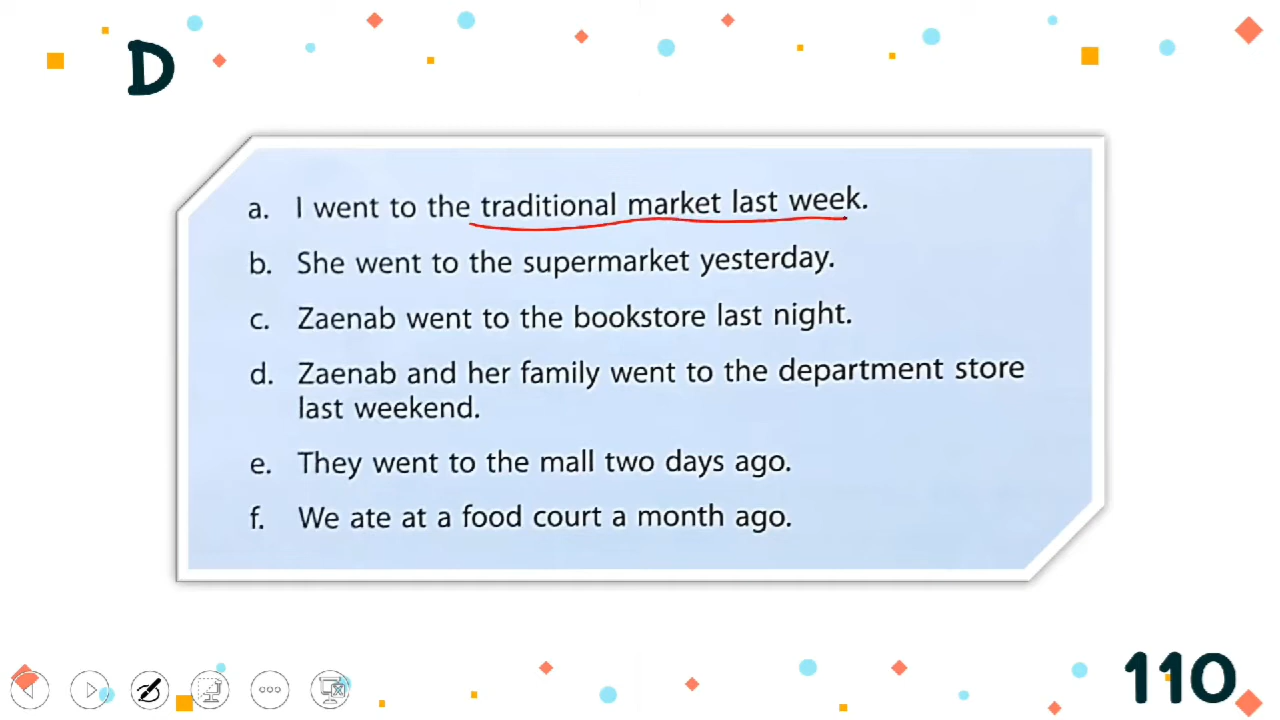 D
a. I went to the traditional market last week.
b. She went to the supermarket yesterday.
c. Zaenab went to the bookstore last night.
d. Zaenab and her family went to the department store
last weekend.
e. They went to the mall two days ago.
f. We ate at a food court a month ago.
110